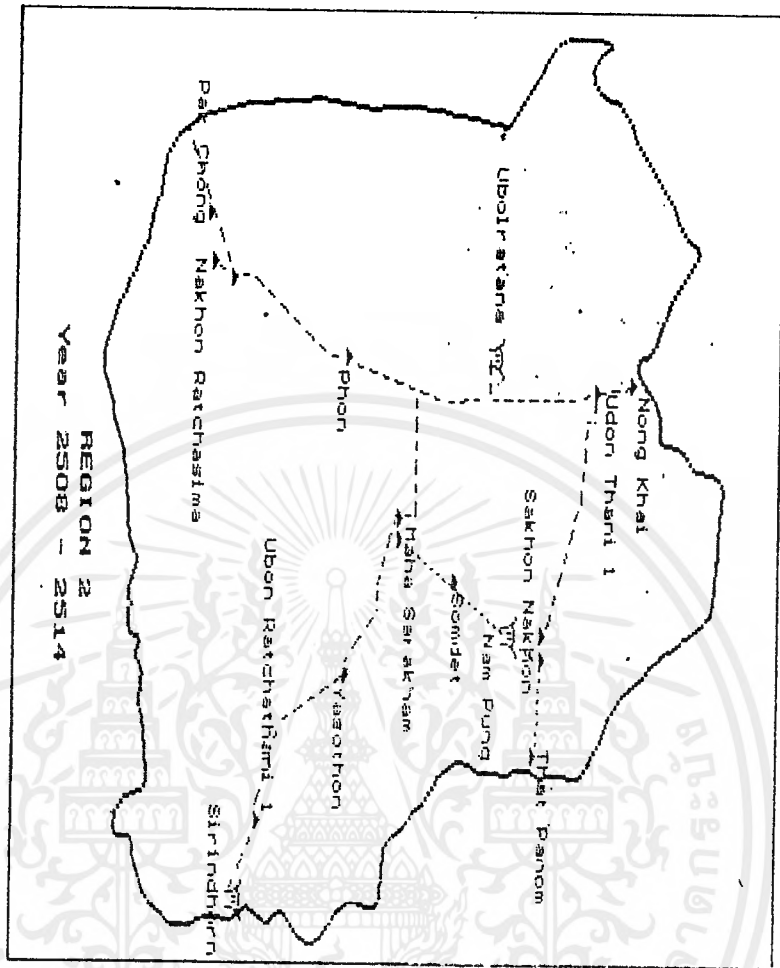 Nong Khai
Udon Thani 1
That Panom
Sakhon Nakhon
Ubolratana
Nam Pung
Somdet
Maha Sarakham
Phon
Yasothon
Ubon Ratchathani 1
Sirindhorn
Pak Chong
Nakhon Ratchasima
REGION 2
Year 2508 - 2514